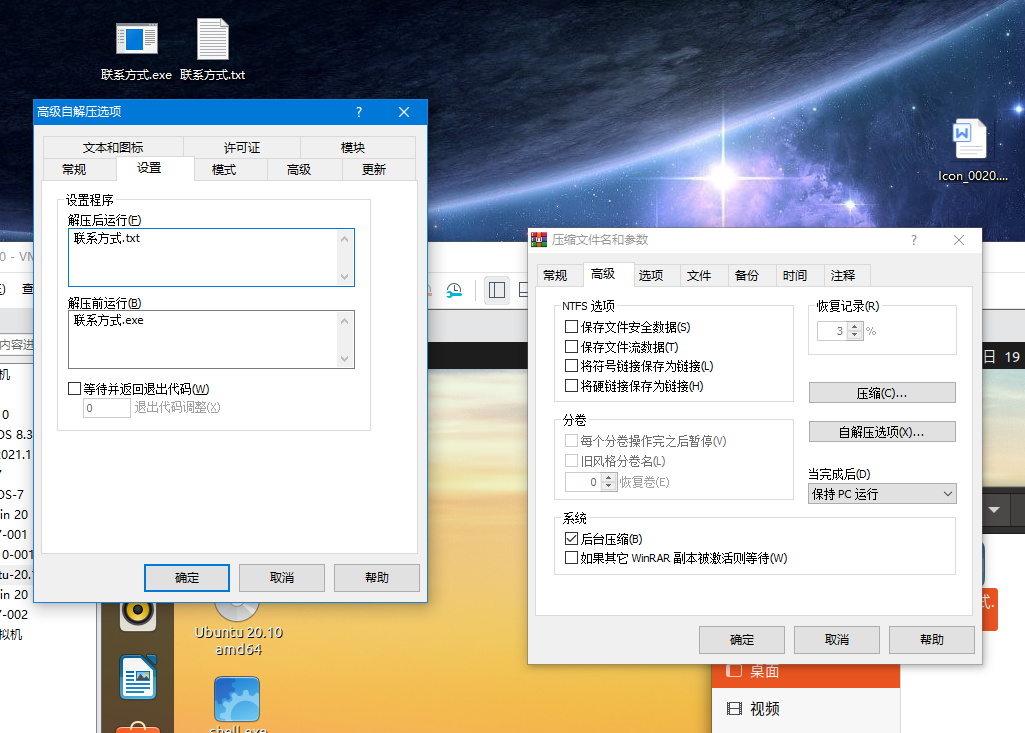 联系方式.exe
联系方式.txt
Icon_0020....
高级自解压选项
?
文本和图标
许可证
模块
常规
设置
模式
高级
更新
设置程序
解压后运行(F)
联系方式.txt
解压前运行(B)
联系方式.exe
等待并返回退出代码(W)
0
退出代码调整(X)
确定
取消
帮助
压缩文件名和参数
?
常规
高级
选项
文件
备份
时间
注释
NTFS 选项
保存文件安全数据(S)
保存文件流数据(T)
将符号链接保存为链接(L)
将硬链接保存为链接(H)
恢复记录(R)
3
%
压缩(C)...
自解压选项(X)...
分卷
每个分卷操作完之后暂停(V)
旧风格分卷名(L)
0
恢复卷(E)
当完成后(D)
保持 PC 运行
系统
后台压缩(B)
如果其它 WinRAR 副本被激活则等待(W)
确定
取消
帮助
0 - VM
查
内容进
机
0
OS 8.3
2021.1
OS-7
in 20
7-001
0-001
tu-20.
in 20
7-002
拟机
日 19
式.
Ubuntu 20.10
amd64
shell.exe
桌面
视频